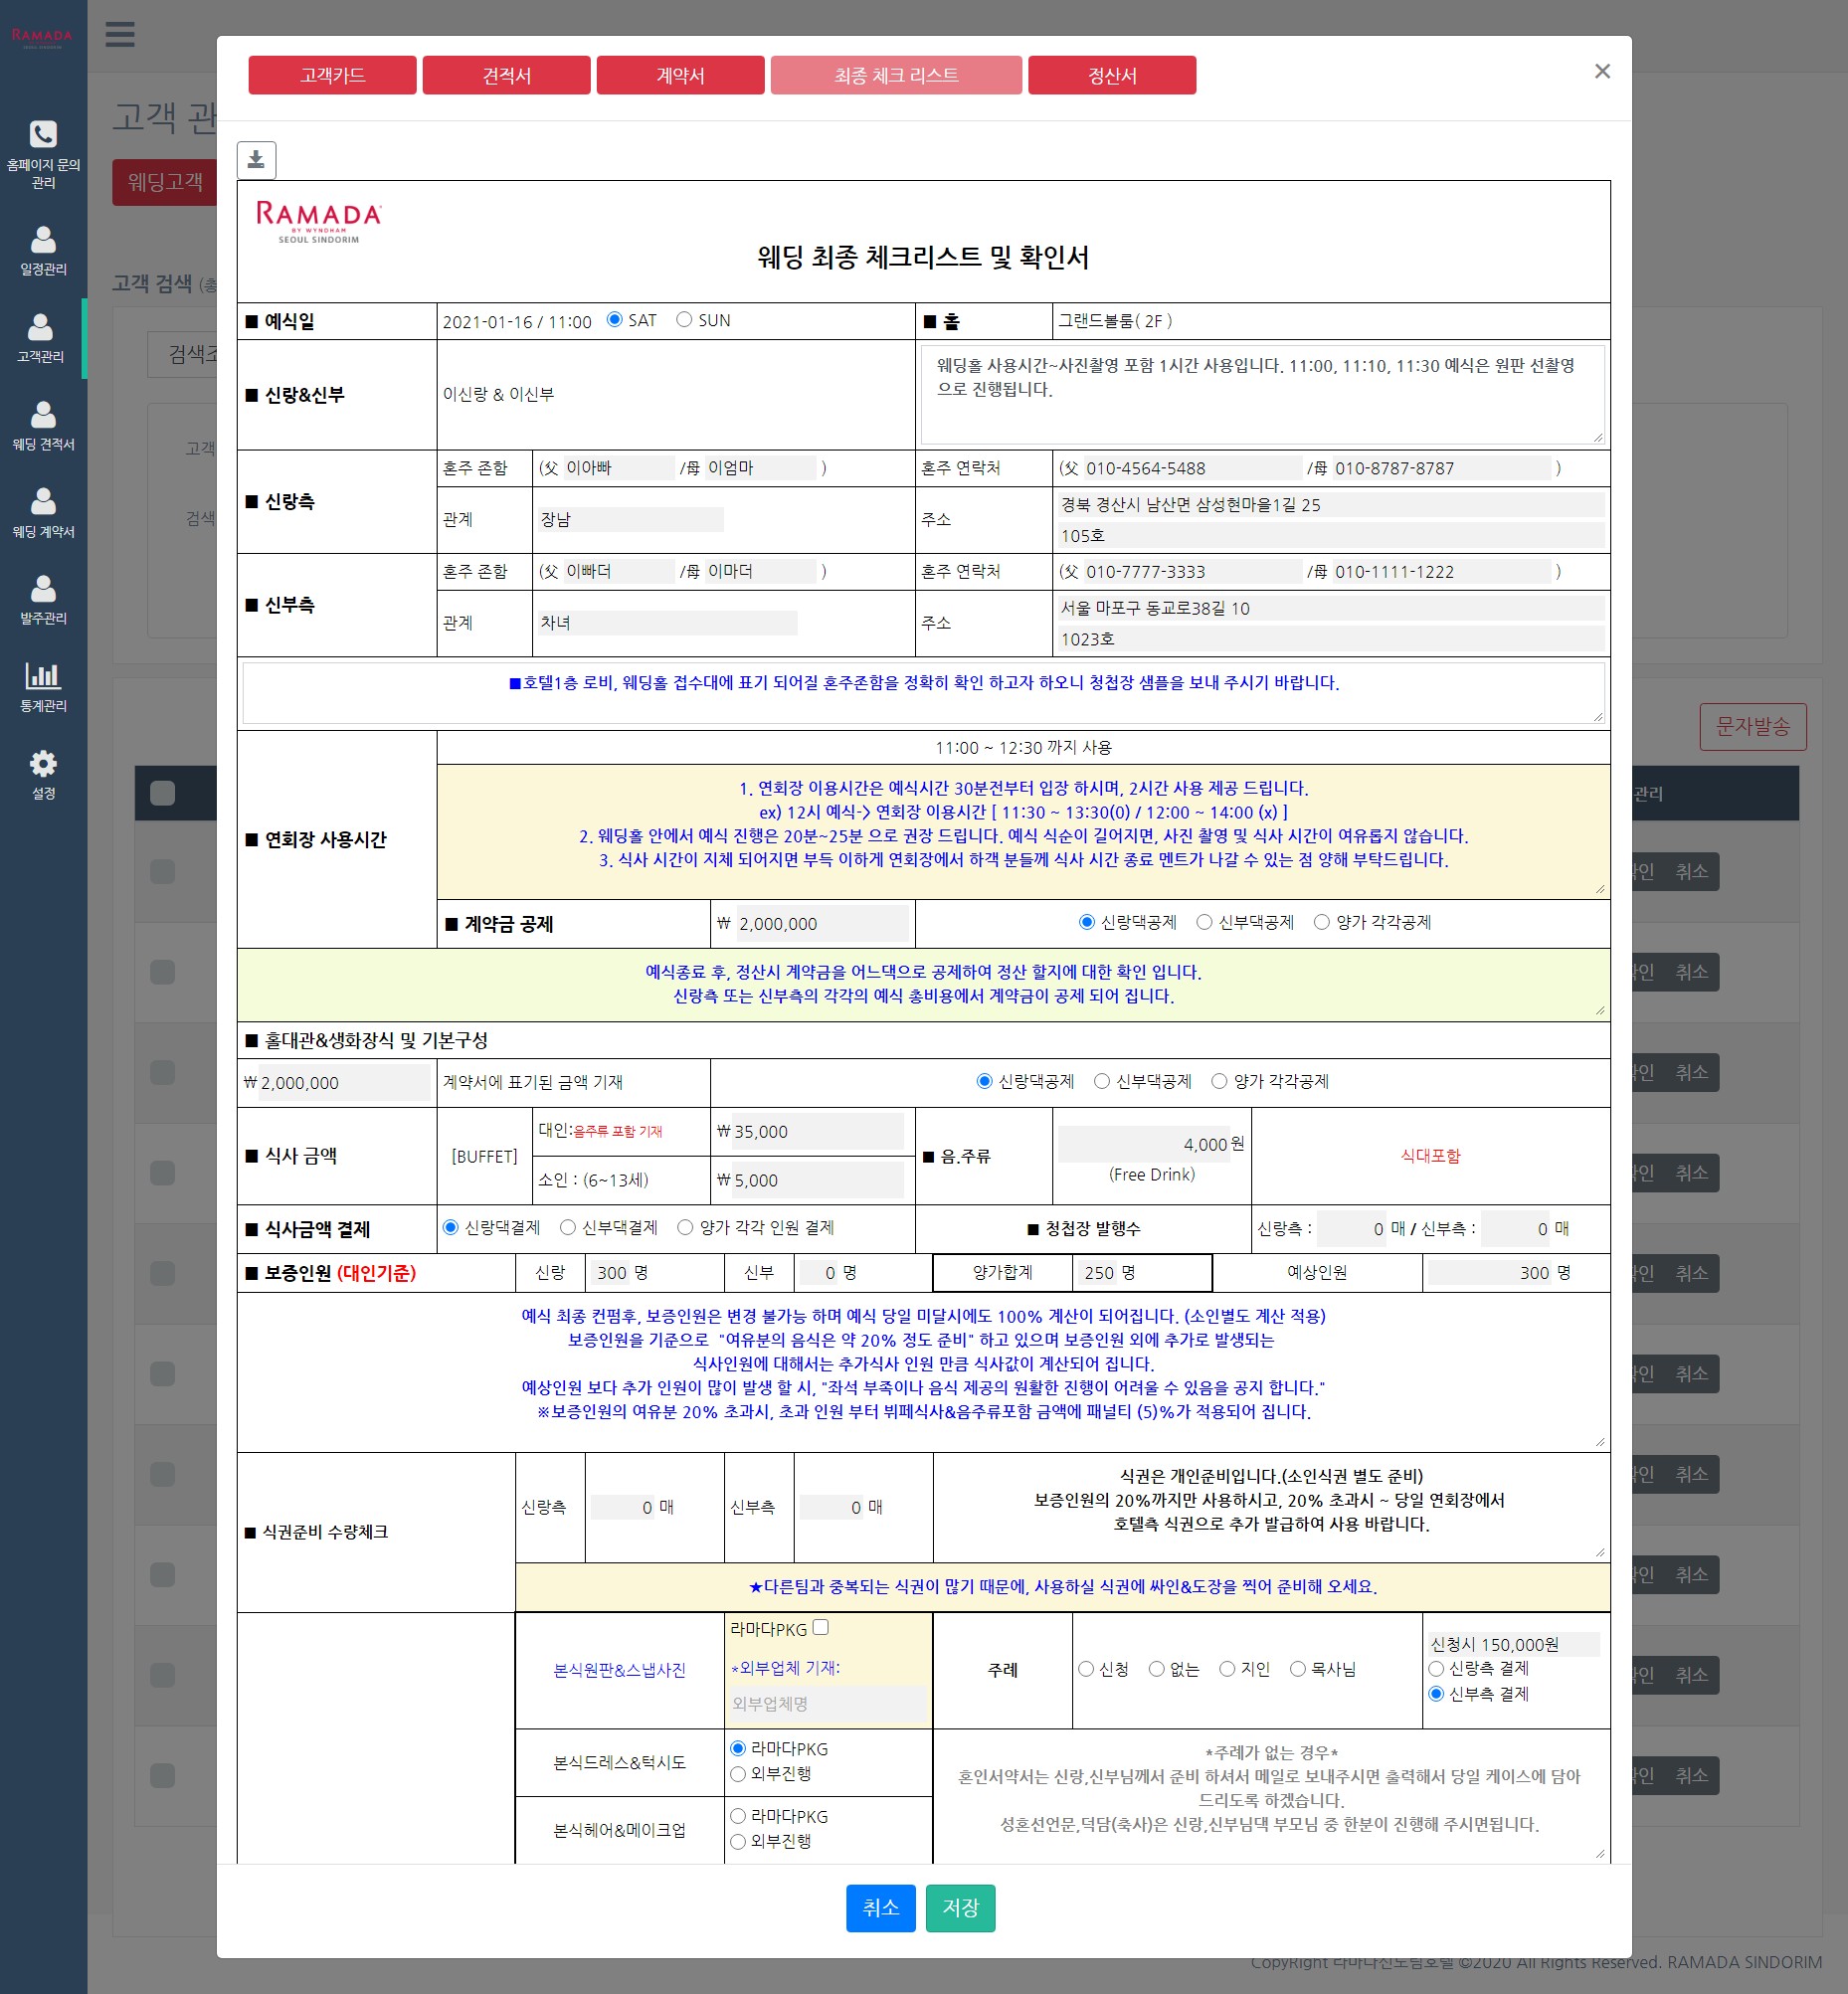 RAMADA
SEOUL SINDORIM
홈페이지 문의
관리
일정관리
고객관리
웨딩 견적서
웨딩 계약서
발주관리
통계관리
설정
고객 관
웨딩고객
고객 검색 (총
검색조
고객
검색
문자발송
관리
확인 취소
확인 취소
확인 취소
확인 취소
확인 취소
확인 취소
확인 취소
확인 취소
확인 취소
확인 취소
고객카드 견적서 계약서 최종 체크 리스트 정산서 ×
RAMADA
BY WYNDHAM
SEOUL SINDORIM
웨딩 최종 체크리스트 및 확인서
■ 예식일 2021-01-16 / 11:00 SAT SUN ■ 홀 그랜드볼룸( 2F )
■ 신랑&신부 이신랑 & 이신부
웨딩홀 사용시간~사진촬영 포함 1시간 사용입니다. 11:00, 11:10, 11:30 예식은 원판 선촬영
으로 진행됩니다.
■ 신랑측
혼주 존함 (父 이아빠 /母 이엄마 ) 혼주 연락처 (父 010-4564-5488 /母 010-8787-8787 )
관계 장남 주소 경북 경산시 남산면 삼성현마을1길 25
105호
■ 신부측
혼주 존함 (父 이빠더 /母 이마더 ) 혼주 연락처 (父 010-7777-3333 /母 010-1111-1222 )
관계 차녀 주소 서울 마포구 동교로38길 10
1023호
■호텔1층 로비, 웨딩홀 접수대에 표기 되어질 혼주존함을 정확히 확인 하고자 하오니 청첩장 샘플을 보내 주시기 바랍니다.
■ 연회장 사용시간
11:00 ~ 12:30 까지 사용
1. 연회장 이용시간은 예식시간 30분전부터 입장 하시며, 2시간 사용 제공 드립니다.
ex) 12시 예식-> 연회장 이용시간 [ 11:30 ~ 13:30(0) / 12:00 ~ 14:00 (x) ]
2. 웨딩홀 안에서 예식 진행은 20분~25분 으로 권장 드립니다. 예식 식순이 길어지면, 사진 촬영 및 식사 시간이 여유롭지 않습니다.
3. 식사 시간이 지체 되어지면 부득 이하게 연회장에서 하객 분들께 식사 시간 종료 멘트가 나갈 수 있는 점 양해 부탁드립니다.
■ 계약금 공제 ₩ 2,000,000 신랑댁공제 신부댁공제 양가 각각공제
예식종료 후, 정산시 계약금을 어느댁으로 공제하여 정산 할지에 대한 확인 입니다.
신랑측 또는 신부측의 각각의 예식 총비용에서 계약금이 공제 되어 집니다.
■ 홀대관&생화장식 및 기본구성
₩ 2,000,000 계약서에 표기된 금액 기재 신랑댁공제 신부댁공제 양가 각각공제
■ 식사 금액 [BUFFET]
대인:음주류 포함 기재 ₩ 35,000
소인 : (6~13세) ₩ 5,000
■ 음.주류 4,000 원
(Free Drink)
식대포함
■ 식사금액 결제 신랑댁결제 신부댁결제 양가 각각 인원 결제 ■ 청첩장 발행수 신랑측 : 0 매 / 신부측 : 0 매
■ 보증인원 (대인기준) 신랑 300 명 신부 0 명 양가합계 250 명 예상인원 300 명
예식 최종 컨펌후, 보증인원은 변경 불가능 하며 예식 당일 미달시에도 100% 계산이 되어집니다. (소인별도 계산 적용)
보증인원을 기준으로 "여유분의 음식은 약 20% 정도 준비" 하고 있으며 보증인원 외에 추가로 발생되는
식사인원에 대해서는 추가식사 인원 만큼 식사값이 계산되어 집니다.
예상인원 보다 추가 인원이 많이 발생 할 시, "좌석 부족이나 음식 제공의 원활한 진행이 어려울 수 있음을 공지 합니다."
※보증인원의 여유분 20% 초과시, 초과 인원 부터 뷔페식사&음주류포함 금액에 패널티 (5)%가 적용되어 집니다.
■ 식권준비 수량체크 신랑측 0 매 신부측 0 매
식권은 개인준비입니다.(소인식권 별도 준비)
보증인원의 20%까지만 사용하시고, 20% 초과시 ~ 당일 연회장에서
호텔측 식권으로 추가 발급하여 사용 바랍니다.
★다른팀과 중복되는 식권이 많기 때문에, 사용하실 식권에 싸인&도장을 찍어 준비해 오세요.
본식원판&스냅사진
라마다PKG
*외부업체 기재:
외부업체명
주례 신청 없는 지인 목사님
신청시 150,000원
신랑측 결제
신부측 결제
본식드레스&턱시도
라마다PKG
외부진행
본식헤어&메이크업
라마다PKG
외부진행
*주례가 없는 경우*
혼인서약서는 신랑,신부님께서 준비 하셔서 메일로 보내주시면 출력해서 당일 케이스에 담아
드리도록 하겠습니다.
성혼선언문,덕담(축사)은 신랑,신부님댁 부모님 중 한분이 진행해 주시면됩니다.
취소 저장
CopyRight 라마다신도림호텔 ©2020 All Rights Reserved. RAMADA SINDORIM